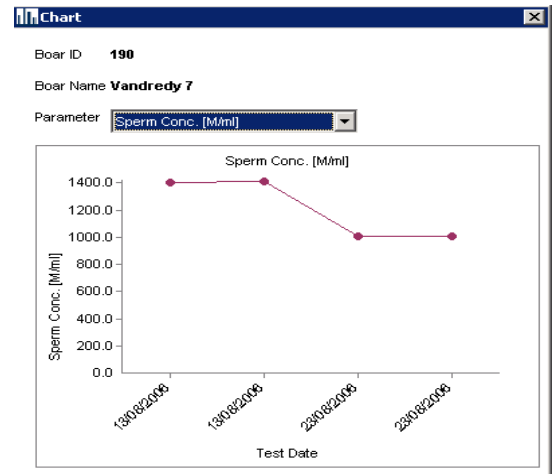 Chart
Boar ID 190
Boar Name Vandredy 7
Parameter Sperm Conc. [M/ml]
Sperm Conc. [M/ml]
1400.0
1200.0
1000.0
800.0
600.0
400.0
200.0
0.0
Sperm Conc. [M/ml]
13/08/2006
13/08/2006
23/08/2006
23/08/2006
Test Date